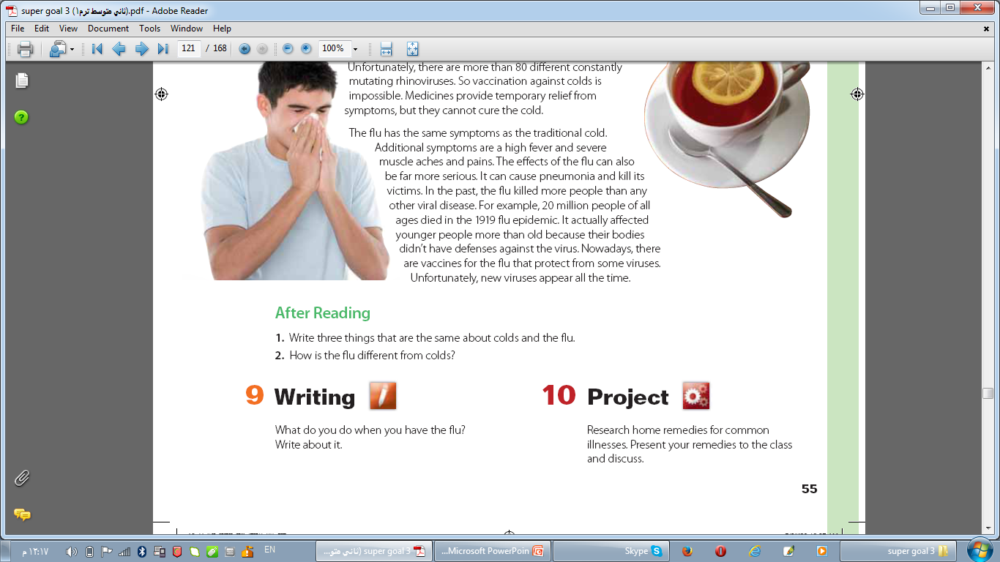 super goal 3 (ثاني متوسط ترم١).pdf - Adobe Reader
File Edit View Document Tools Window Help
121 / 168 100%
Unfortunately, there are more than 80 different constantly
mutating rhinoviruses. So vaccination against colds is
impossible. Medicines provide temporary relief from
symptoms, but they cannot cure the cold.
The flu has the same symptoms as the traditional cold.
Additional symptoms are a high fever and severe
muscle aches and pains. The effects of the flu can also
be far more serious. It can cause pneumonia and kill its
victims. In the past, the flu killed more people than any
other viral disease. For example, 20 million people of all
ages died in the 1919 flu epidemic. It actually affected
younger people more than old because their bodies
didn't have defenses against the virus. Nowadays, there
are vaccines for the flu that protect from some viruses.
Unfortunately, new viruses appear all the time.
After Reading
1. Write three things that are the same about colds and the flu.
2. How is the flu different from colds?
9 Writing
What do you do when you have the flu?
Write about it.
10 Project
Research home remedies for common
illnesses. Present your remedies to the class
and discuss.
55
١٢:١٧ م EN super goal 3 (ثاني متو... ...Microsoft PowerPoin Skype super goal 3